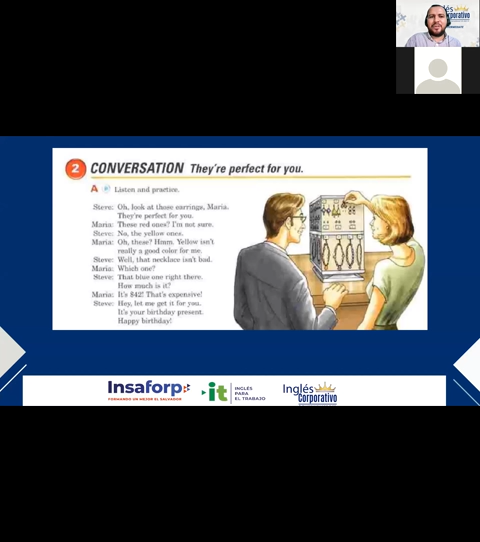 2 CONVERSATION They're perfect for you.
A Listen and practice.
Steve: Oh, look at those earrings, Maria.
They're perfect for you.
Maria: These red ones? I'm not sure.
Steve: No, the yellow ones.
Maria: Oh, these? Hmm. Yellow isn't
really a good color for me.
Steve: Well, that necklace isn't bad.
Maria: Which one?
Steve: That blue one right there.
How much is it?
Maria: It's $42! That's expensive!
Steve: Hey, let me get it for you.
It's your birthday present.
Happy birthday!
Insaforp
FORMANDO UN MEJOR EL SALVADOR
it
INGLÉS
PARA
EL TRABAJO
Inglés
Corporativo